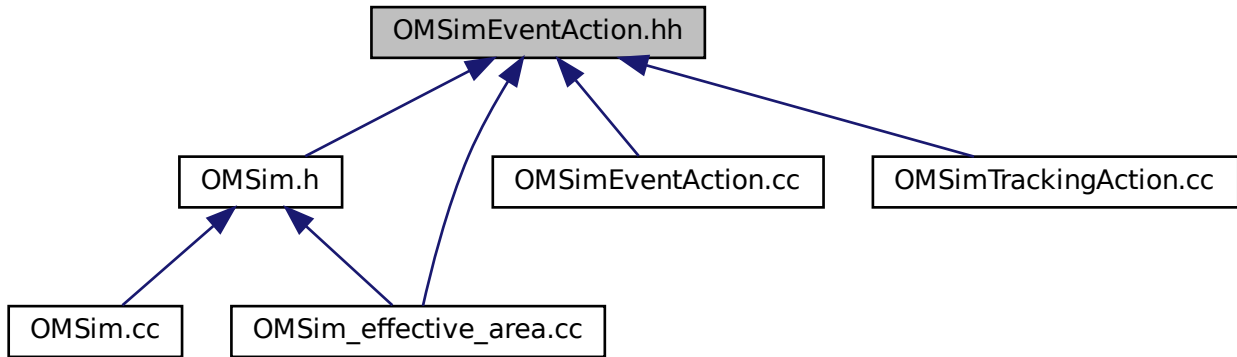 OMSimEventAction.hh
OMSim.h
OMSimEventAction.cc
OMSimTrackingAction.cc
OMSim.cc
OMSim_effective_area.cc